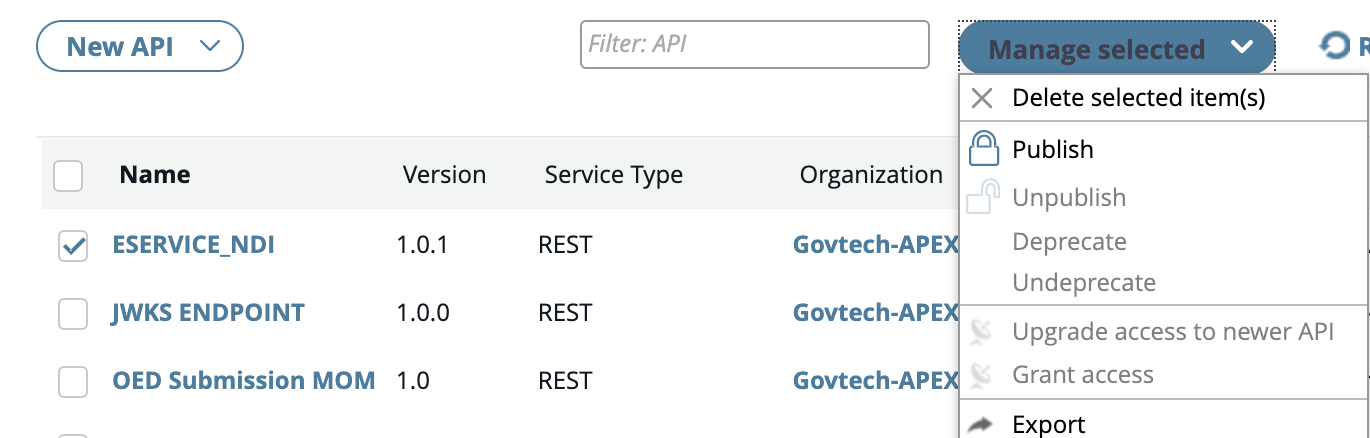 New API
Filter: API
Manage selected
R
Delete selected item(s)
Publish
Unpublish
Deprecate
Undeprecate
Upgrade access to newer API
Grant access
Export
Name Version Service Type Organization
ESERVICE_NDI 1.0.1 REST Govtech-APEX
JWKS ENDPOINT 1.0.0 REST Govtech-APEX
OED Submission MOM 1.0 REST Govtech-APEX